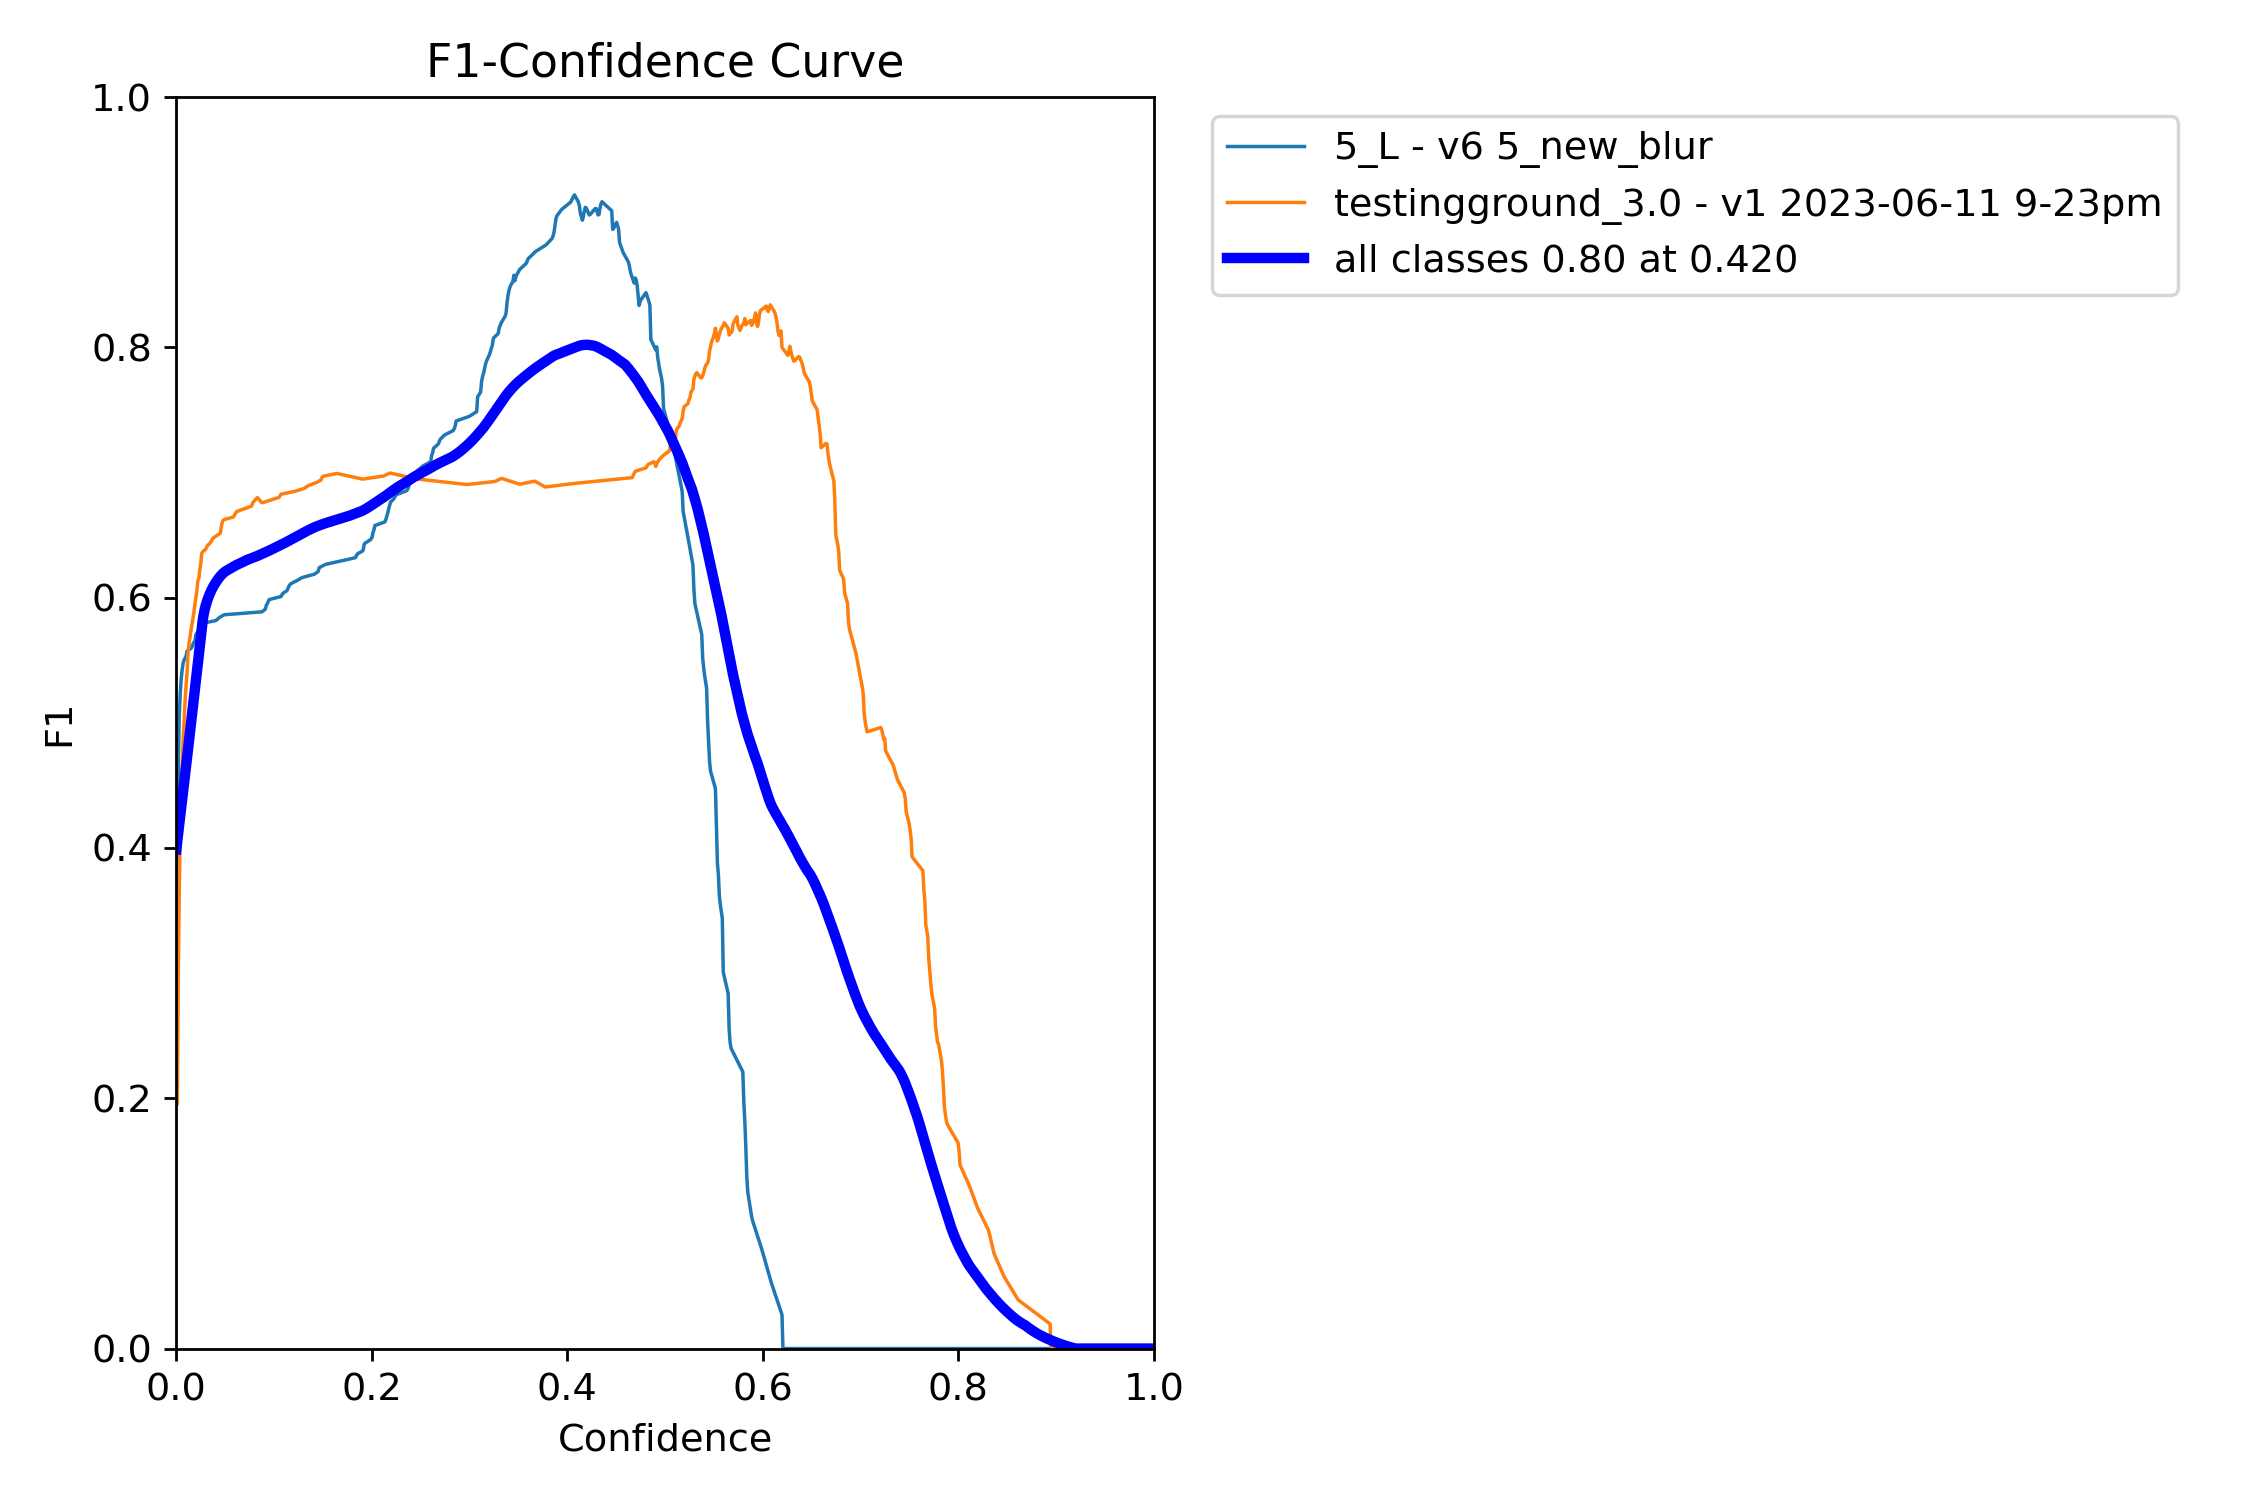 F1-Confidence Curve
1.0
0.8
0.6
0.4
0.2
0.0
F1
0.0 0.2 0.4 0.6 0.8 1.0
Confidence
5_L - v6 5_new_blur
testingground_3.0 - v1 2023-06-11 9-23pm
all classes 0.80 at 0.420